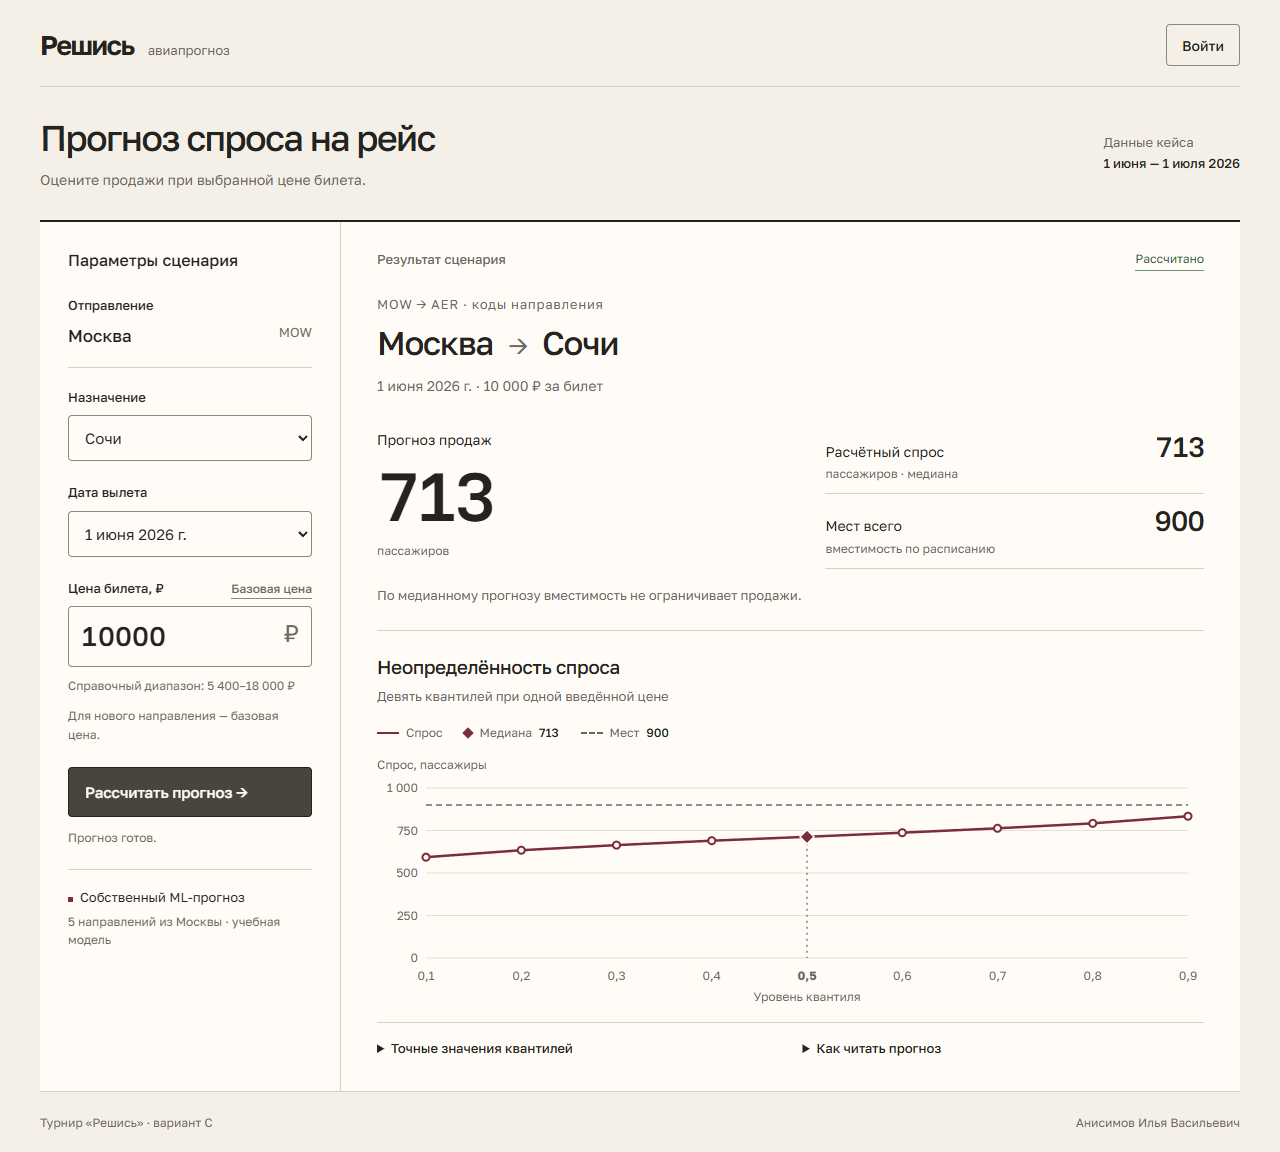 Решись авиапрогноз
Войти
Прогноз спроса на рейс
Оцените продажи при выбранной цене билета.
Данные кейса
1 июня — 1 июля 2026
Параметры сценария
Отправление
Москва MOW
Назначение
Сочи
Дата вылета
1 июня 2026 г.
Цена билета, ₽ Базовая цена
10000 ₽
Справочный диапазон: 5 400–18 000 ₽
Для нового направления — базовая
цена.
Рассчитать прогноз →
Прогноз готов.
Собственный ML-прогноз
5 направлений из Москвы · учебная
модель
Результат сценария
Рассчитано
MOW → AER · коды направления
Москва → Сочи
1 июня 2026 г. · 10 000 ₽ за билет
Прогноз продаж
713
пассажиров
Расчётный спрос 713
пассажиров · медиана
Мест всего 900
вместимость по расписанию
По медианному прогнозу вместимость не ограничивает продажи.
Неопределённость спроса
Девять квантилей при одной введённой цене
Спрос Медиана 713 Мест 900
Спрос, пассажиры
1 000
750
500
250
0
0,1 0,2 0,3 0,4 0,5 0,6 0,7 0,8 0,9
Уровень квантиля
▶ Точные значения квантилей
▶ Как читать прогноз
Турнир «Решись» · вариант С
Анисимов Илья Васильевич